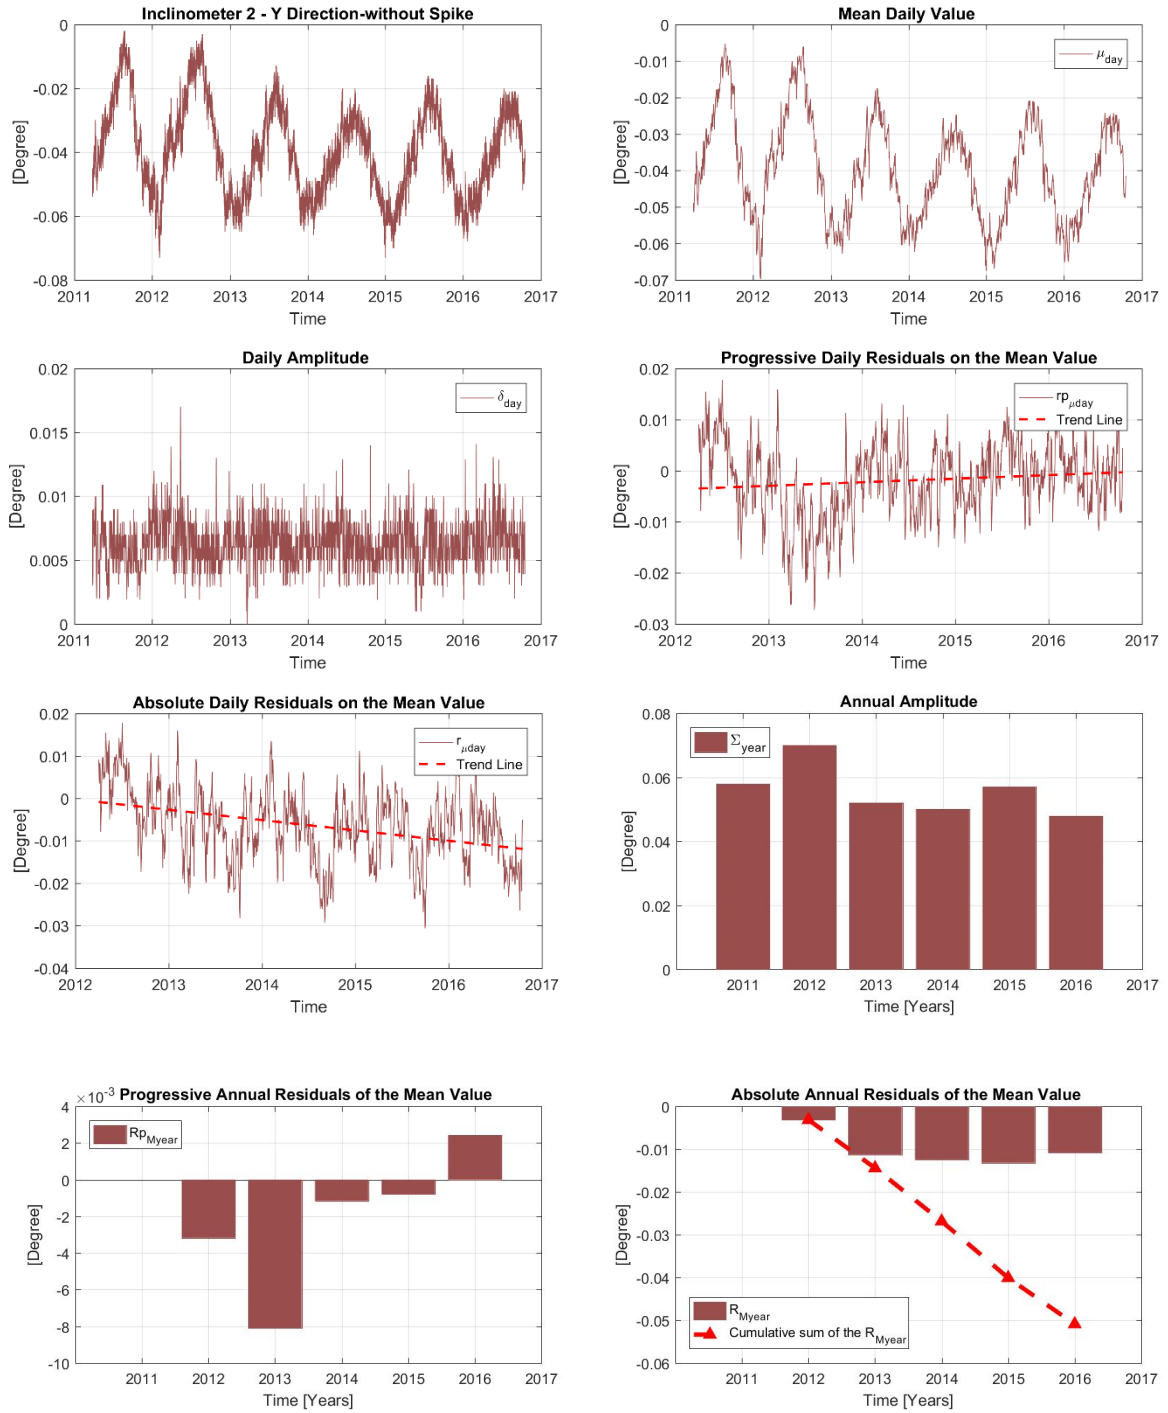 Inclinometer 2 - Y Direction-without Spike
0
-0.02
-0.04
-0.06
-0.08
[Degree]
2011 2012 2013 2014 2015 2016 2017
Time
Mean Daily Value
μday
0
-0.01
-0.02
-0.03
-0.04
-0.05
-0.06
-0.07
[Degree]
2011 2012 2013 2014 2015 2016 2017
Time
Daily Amplitude
δday
0.02
0.015
0.01
0.005
0
[Degree]
2011 2012 2013 2014 2015 2016 2017
Time
Progressive Daily Residuals on the Mean Value
rpμday
Trend Line
0.02
0.01
0
-0.01
-0.02
-0.03
[Degree]
2012 2013 2014 2015 2016 2017
Time
Absolute Daily Residuals on the Mean Value
rμday
Trend Line
0.02
0.01
0
-0.01
-0.02
-0.03
-0.04
[Degree]
2012 2013 2014 2015 2016 2017
Time
Annual Amplitude
Σyear
0.08
0.06
0.04
0.02
0
[Degree]
2011 2012 2013 2014 2015 2016 2017
Time [Years]
×10-3 Progressive Annual Residuals of the Mean Value
RpMyear
4
2
0
-2
-4
-6
-8
-10
[Degree]
2011 2012 2013 2014 2015 2016 2017
Time [Years]
Absolute Annual Residuals of the Mean Value
0
-0.01
-0.02
-0.03
-0.04
-0.05
-0.06
[Degree]
RMyear
Cumulative sum of the RMyear
2011 2012 2013 2014 2015 2016 2017
Time [Years]